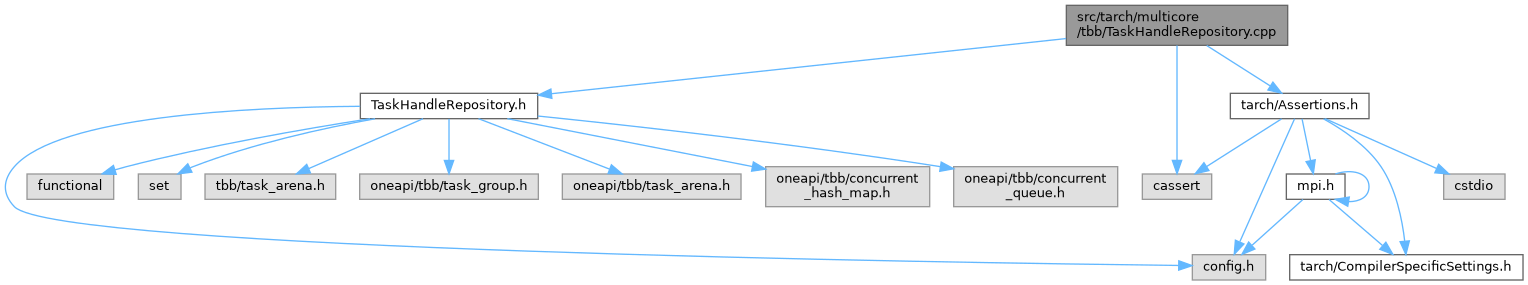 src/tarch/multicore
/tbb/TaskHandleRepository.cpp
TaskHandleRepository.h
tarch/Assertions.h
functional
set
tbb/task_arena.h
oneapi/tbb/task_group.h
oneapi/tbb/task_arena.h
oneapi/tbb/concurrent
_hash_map.h
oneapi/tbb/concurrent
_queue.h
cassert
mpi.h
cstdio
config.h
tarch/CompilerSpecificSettings.h